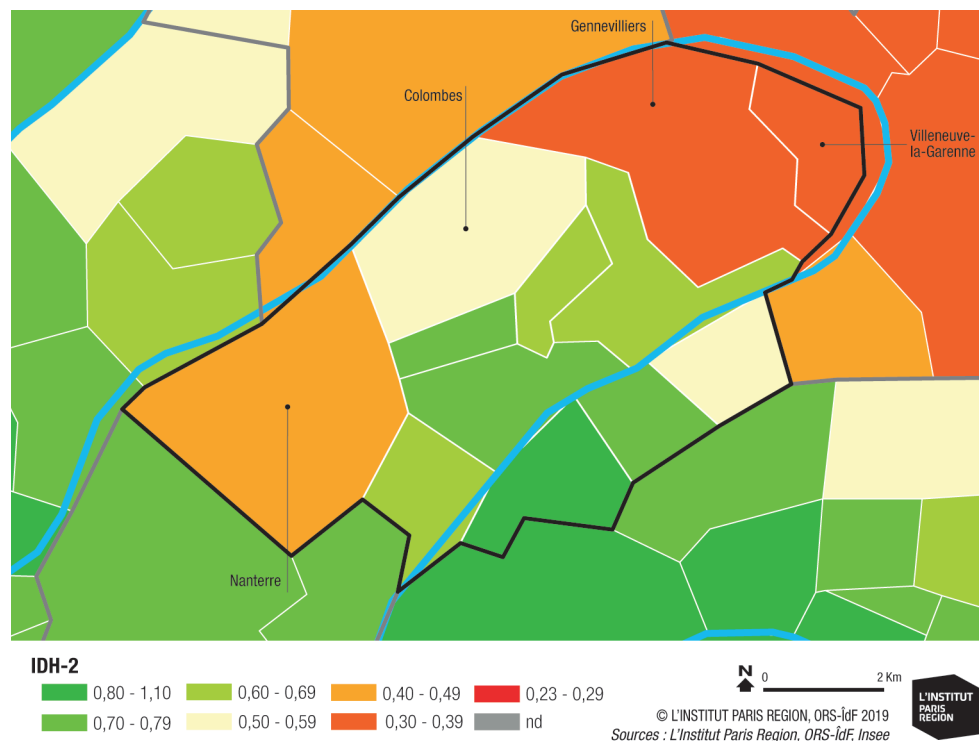 Gennevilliers
Colombes
Villeneuve-
la-Garenne
Nanterre
IDH-2
0,80 - 1,10
0,60 - 0,69
0,40 - 0,49
0,23 - 0,29
0,70 - 0,79
0,50 - 0,59
0,30 - 0,39
nd
N
0
2 Km
© L'INSTITUT PARIS REGION, ORS-ÎdF 2019
Sources : L'Institut Paris Region, ORS-ÎdF, Insee
L'INSTITUT
PARIS
REGION